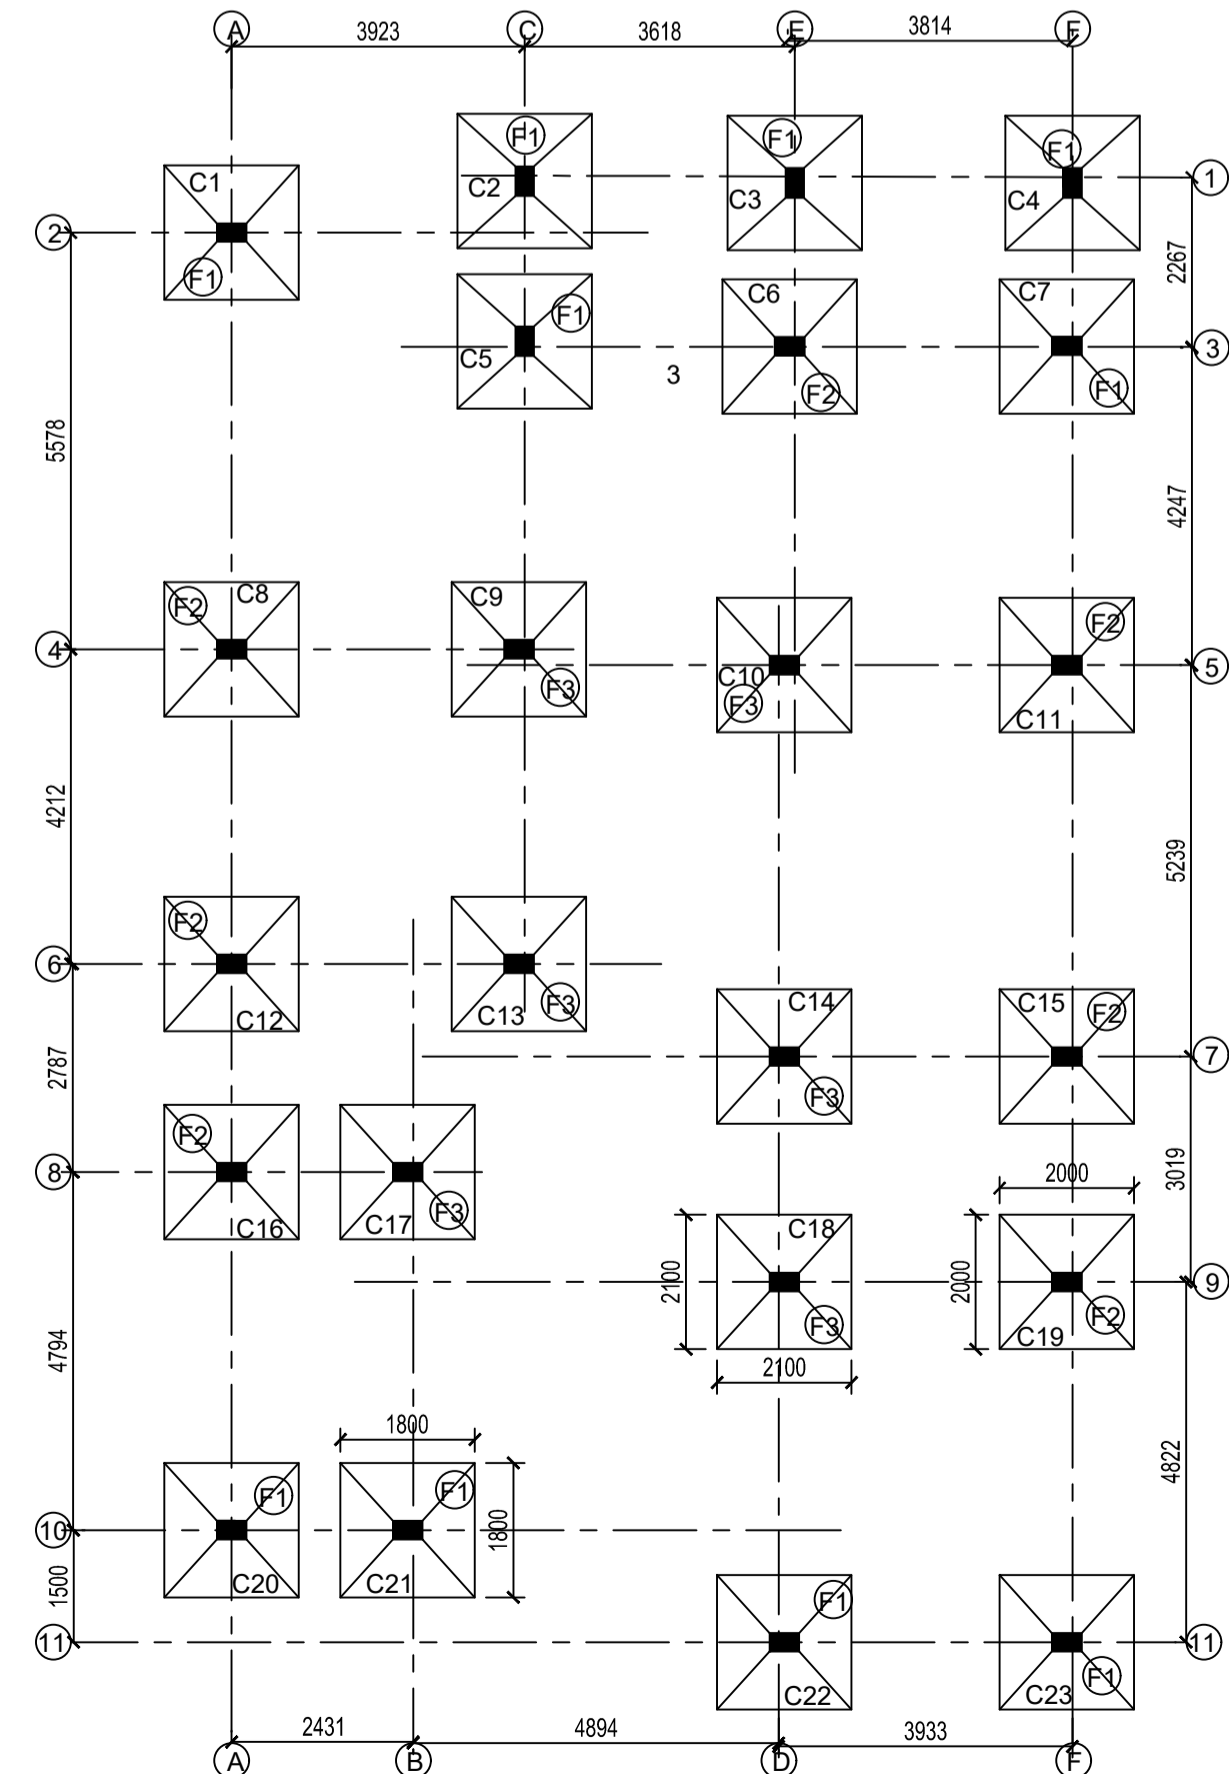 A C E F
3923 3618 3814
F1 F1 F1
C1 C2 C3 C4 1
2
F1 2267
C6 C7
F1
C5 3 3
F2 F1
5578
4247
F2 C8 C9 F2
4 5
C10
F3 F3
C11
4212
5239
F2
6
C14 C15 F2
C12 C13 F3
2787 7
F3
F2
8 2000 3019
C16 C17 F3
C18
2100 2000 9
F3 F2
C19
4794 2100
1800
4822
F1 F1
10 1800
C20 C21
1500 F1
11 11
F1
C22 C23
2431 4894 3933
A B D F